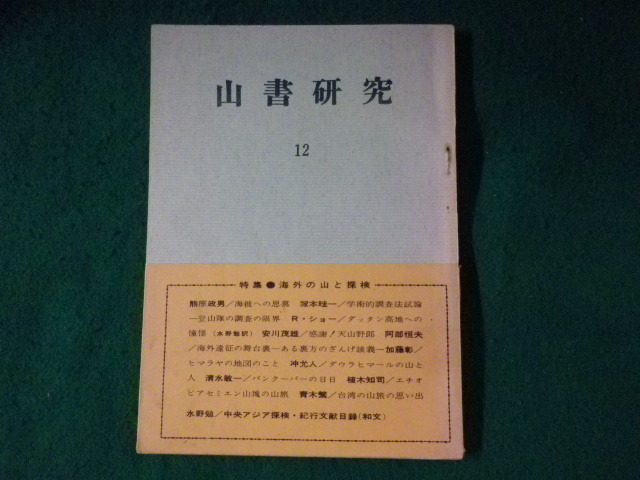 山書研究
12
特集●海外の山と探検
熊原政男／海彼への思慕 塚本珪一／学術的調査法試論
―登山隊の調査の限界 R・ショー／ダッタン高地への
憧憬(水野勉訳) 安川茂雄／感謝！天山野郎 阿部恒夫
／海外遠征の舞台裏―ある裏方のざんげ談義―加藤彰／
ヒマラヤの地図のこと 沖允人／ダウラヒマールの山と
人 清水敏一／バンクーバーの日日 植木知司／エチオ
ピアセミエン山塊の山旅 青木繁／台湾の山旅の思い出
水野勉／中央アジア探検・紀行文献目録(和文)